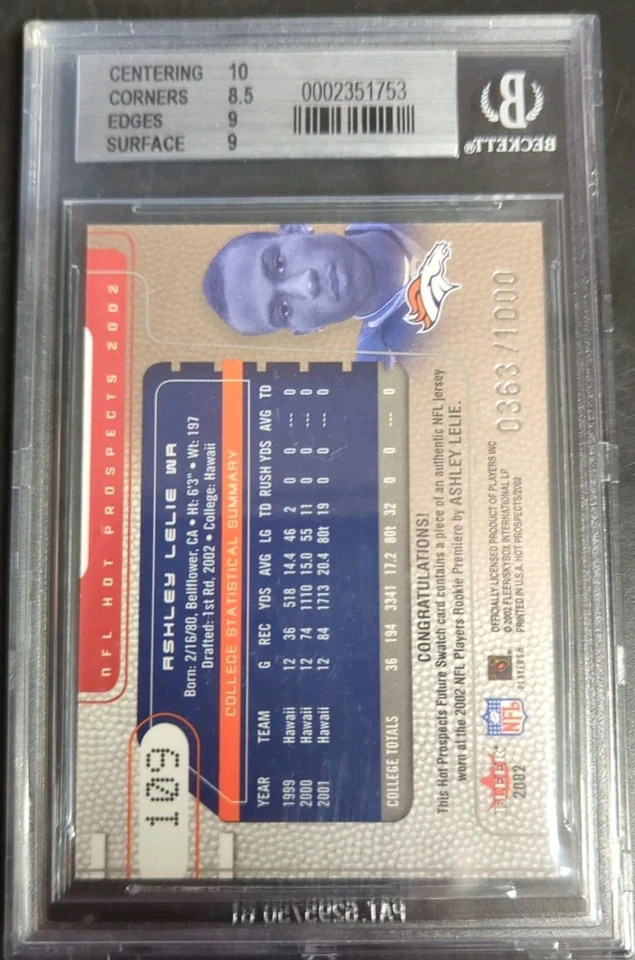 CENTERING 10
CORNERS 8.5
EDGES 9
SURFACE 9
0002351753
B
BECKETT®
NFL HOT PROSPECTS 2002
109
ASHLEY LELIE WR
Born: 2/16/80, Bellflower, CA • Ht: 6'3" • Wt: 197
Drafted: 1st Rd, 2002 • College: Hawaii
COLLEGE STATISTICAL SUMMARY
YEAR TEAM G REC YDS AVG LG TD RUSH YDS AVG TD
1999 Hawaii 12 36 518 14.4 46 2 0 0 --- 0
2000 Hawaii 12 74 1110 15.0 55 11 0 0 --- 0
2001 Hawaii 12 84 1713 20.4 80t 19 0 0 --- 0
COLLEGE TOTALS 36 194 3341 17.2 80t 32 0 0 --- 0
CONGRATULATIONS!
This Hot Prospects Future Swatch card contains a piece of an authentic NFL jersey
worn at the 2002 NFL Players Rookie Premiere by ASHLEY LELIE.
FLEER
2002
NFL
PLAYERS
OFFICIALLY LICENSED PRODUCT OF PLAYERS INC
© 2002 FLEER/SKYBOX INTERNATIONAL LP
PRINTED IN U.S.A. HOT PROSPECTS 2002
0363/1000